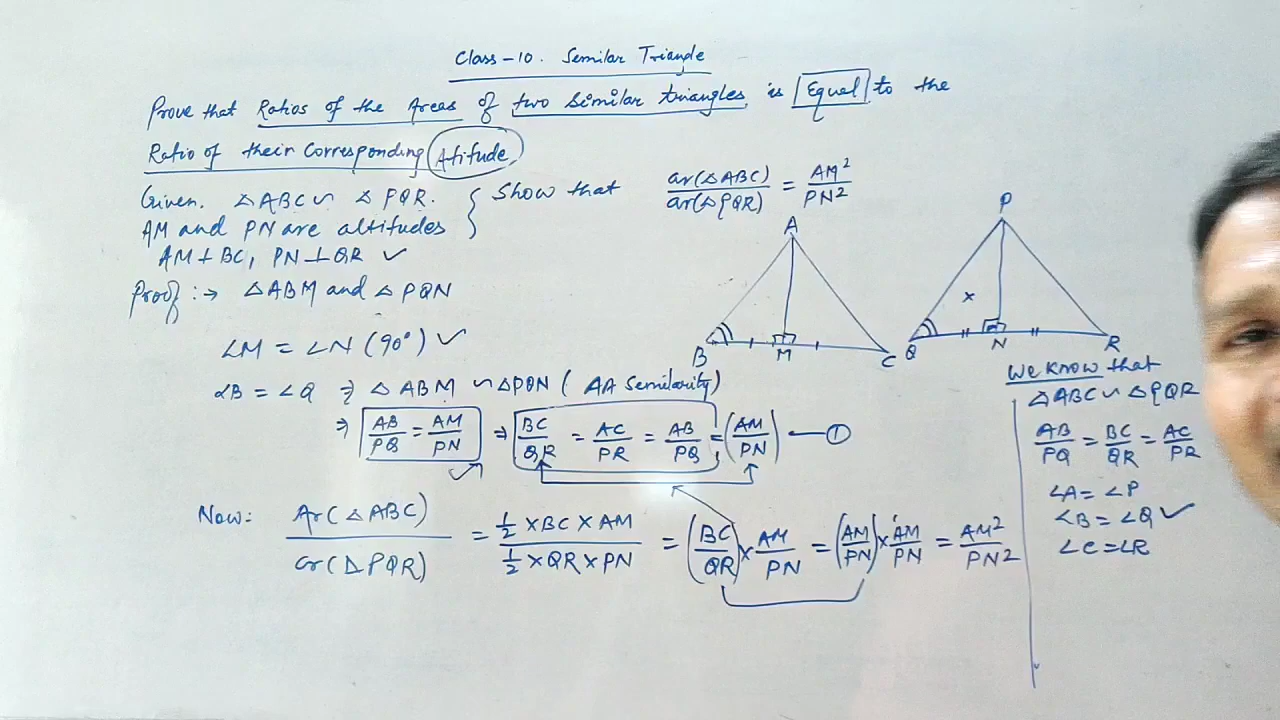 Class-10. Semilar Triangle
Prove that Ratios of the Areas of two Similar triangles is Equal to the
Ratio of their Corresponding Atitude.
Given. △ABC ∽ △PQR. } Show that ar(△ABC)/ar(△PQR) = AM²/PN²
AM and PN are altitudes
AM⊥BC, PN⊥QR ✓
Proof :→ △ABM and △PQN
∠M = ∠N (90°) ✓
∠B = ∠Q ⇒ △ABM ∽ △PQN (AA Semilarity)
⇒ AB/PQ = AM/PN ⇒ BC/QR = AC/PR = AB/PQ = (AM/PN) — ①
Now: Ar(△ABC)/ar(△PQR) = ½×BC×AM / ½×QR×PN = (BC/QR) × AM/PN = (AM/PN) × AM/PN = AM²/PN²
A
B
M
C
P
x
Q
N
R
We know that
△ABC ∽ △PQR
AB/PQ = BC/QR = AC/PR
∠A = ∠P
∠B = ∠Q ✓
∠C = ∠R